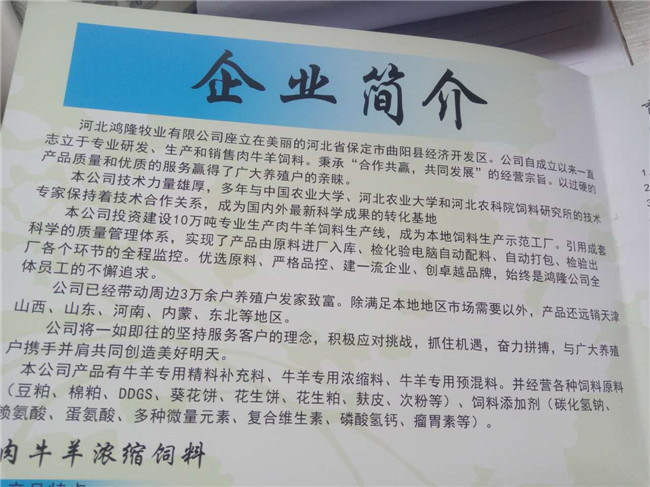 企业简介
河北鸿隆牧业有限公司座立在美丽的河北省保定市曲阳县经济开发区。公司自成立以来一直
志立于专业研发、生产和销售肉牛羊饲料。秉承“合作共赢，共同发展”的经营宗旨。以过硬的
产品质量和优质的服务赢得了广大养殖户的亲睐。
本公司技术力量雄厚，多年与中国农业大学、河北农业大学和河北农科院饲料研究所的技术
专家保持着技术合作关系，成为国内外最新科学成果的转化基地
本公司投资建设10万吨专业生产肉牛羊饲料生产线，成为本地饲料生产示范工厂。引用成套
科学的质量管理体系，实现了产品由原料进厂入库、检化验电脑自动配料、自动打包、检验出
厂各个环节的全程监控。优选原料、严格品控、建一流企业、创卓越品牌，始终是鸿隆公司全
体员工的不懈追求。
公司已经带动周边3万余户养殖户发家致富。除满足本地地区市场需要以外，产品还远销天津
山西、山东、河南、内蒙、东北等地区。
公司将一如即往的坚持服务客户的理念，积极应对挑战，抓住机遇，奋力拼搏，与广大养殖
户携手并肩共同创造美好明天。
本公司产品有牛羊专用精料补充料、牛羊专用浓缩料、牛羊专用预混料。并经营各种饲料原料
（豆粕、棉粕、DDGS、葵花饼、花生饼、花生粕、麸皮、次粉等）、饲料添加剂（碳化氢钠、
赖氨酸、蛋氨酸、多种微量元素、复合维生素、磷酸氢钙、瘤胃素等）。
肉牛羊浓缩饲料